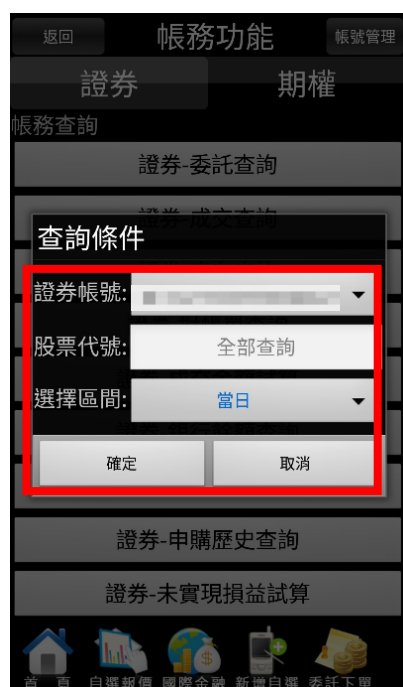 返回 帳務功能 帳號管理
證券 期權
帳務查詢
證券-委託查詢
查詢條件
證券帳號:
股票代號: 全部查詢
選擇區間: 當日
確定 取消
證券-申購歷史查詢
證券-未實現損益試算
首頁 自選報價 國際金融 新增自選 委託下單